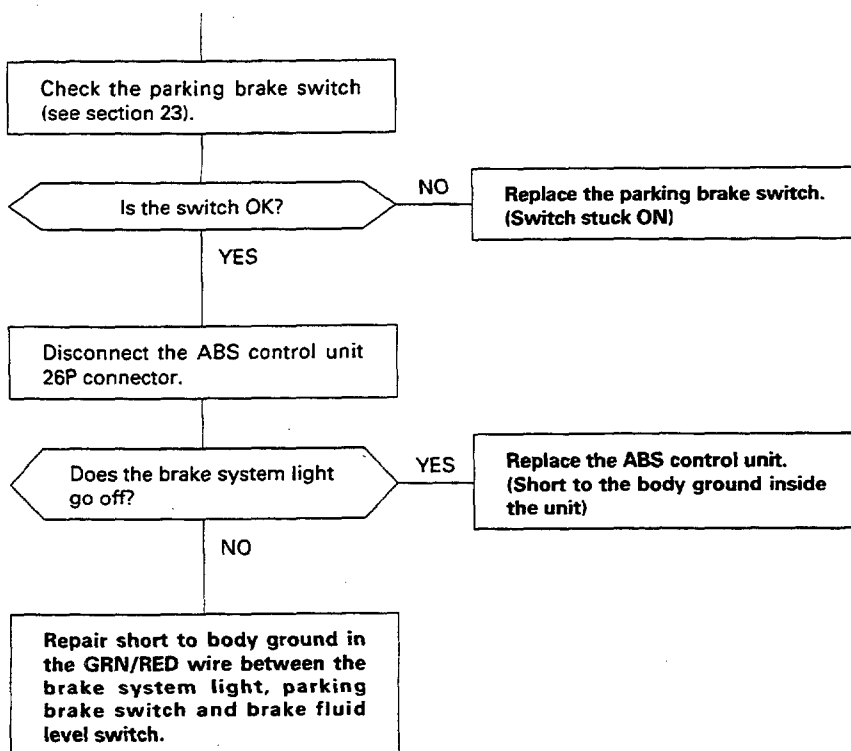 Check the parking brake switch
(see section 23).
Is the switch OK?
NO
Replace the parking brake switch.
(Switch stuck ON)
YES
Disconnect the ABS control unit
26P connector.
Does the brake system light
go off?
YES
Replace the ABS control unit.
(Short to the body ground inside
the unit)
NO
Repair short to body ground in
the GRN/RED wire between the
brake system light, parking
brake switch and brake fluid
level switch.